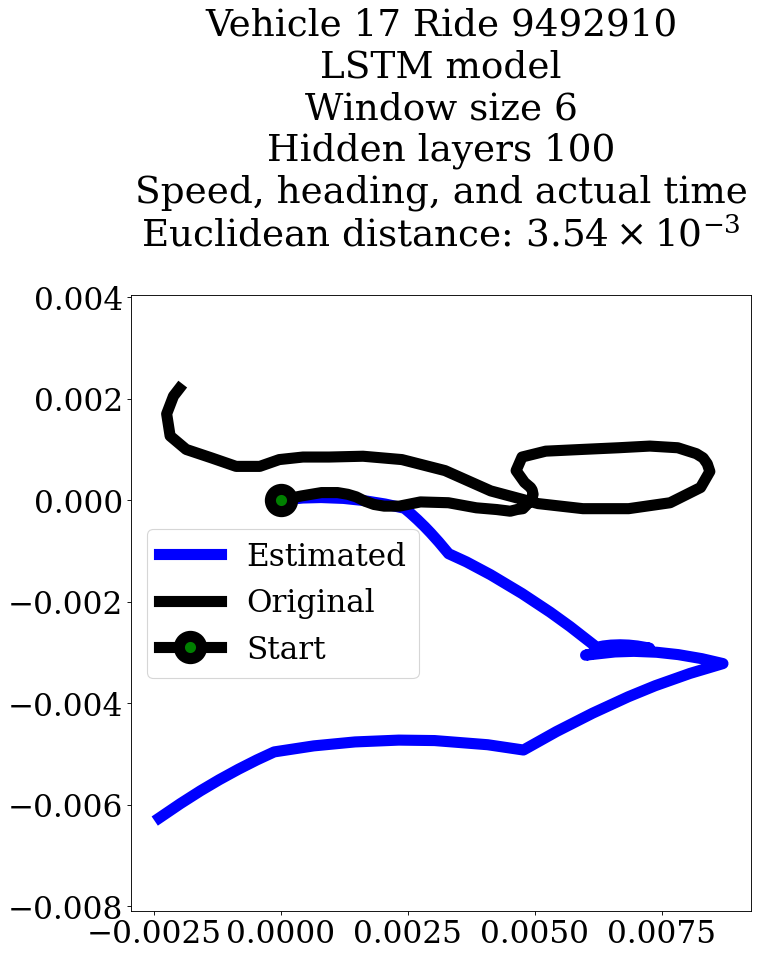 Vehicle 17 Ride 9492910
LSTM model
Window size 6
Hidden layers 100
Speed, heading, and actual time
Euclidean distance: 3.54 × 10⁻³
0.004
0.002
0.000
−0.002
−0.004
−0.006
−0.008
Estimated
Original
Start
−0.0025 0.0000 0.0025 0.0050 0.0075